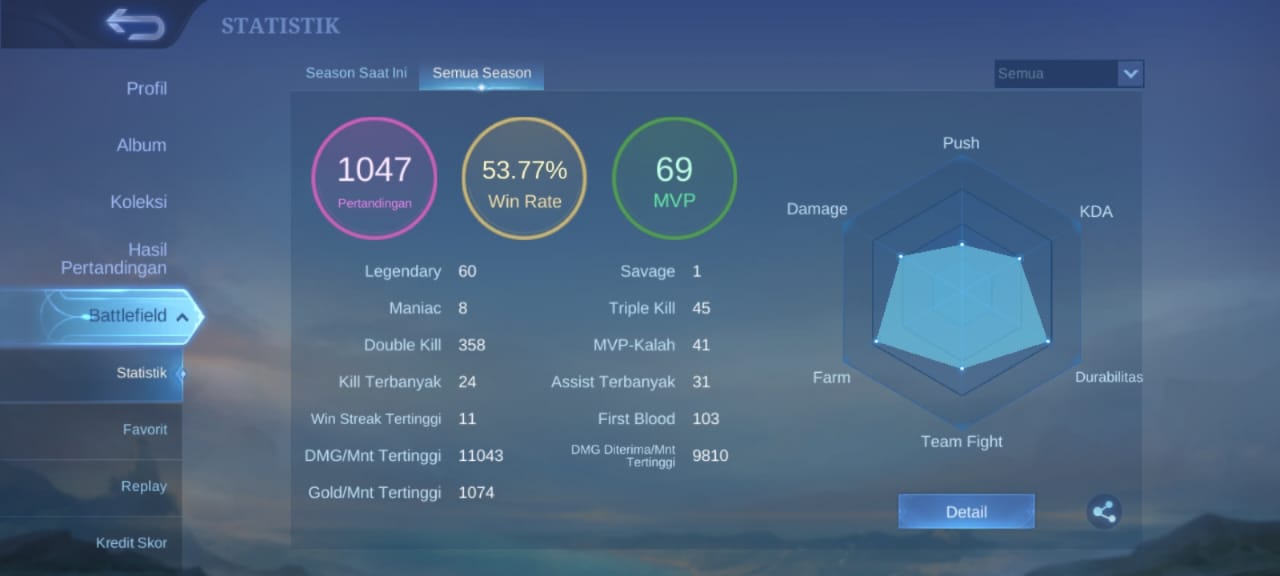 STATISTIK
Profil
Album
Koleksi
Hasil
Pertandingan
Battlefield
Statistik
Favorit
Replay
Kredit Skor
Season Saat Ini
Semua Season
Semua
1047
Pertandingan
53.77%
Win Rate
69
MVP
Legendary 60
Savage 1
Maniac 8
Triple Kill 45
Double Kill 358
MVP-Kalah 41
Kill Terbanyak 24
Assist Terbanyak 31
Win Streak Tertinggi 11
First Blood 103
DMG/Mnt Tertinggi 11043
DMG Diterima/Mnt
Tertinggi 9810
Gold/Mnt Tertinggi 1074
Push
Damage
KDA
Farm
Durabilitas
Team Fight
Detail